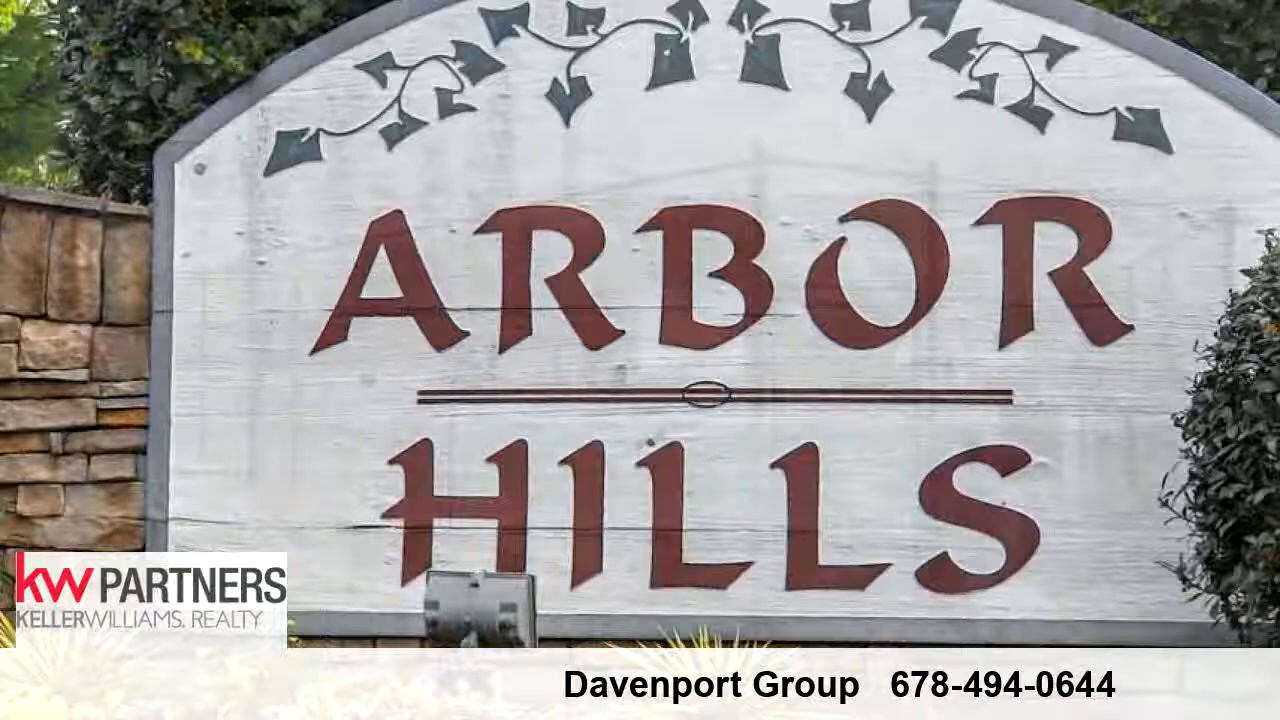 ARBOR
HILLS
kw PARTNERS
KELLERWILLIAMS. REALTY
Davenport Group 678-494-0644